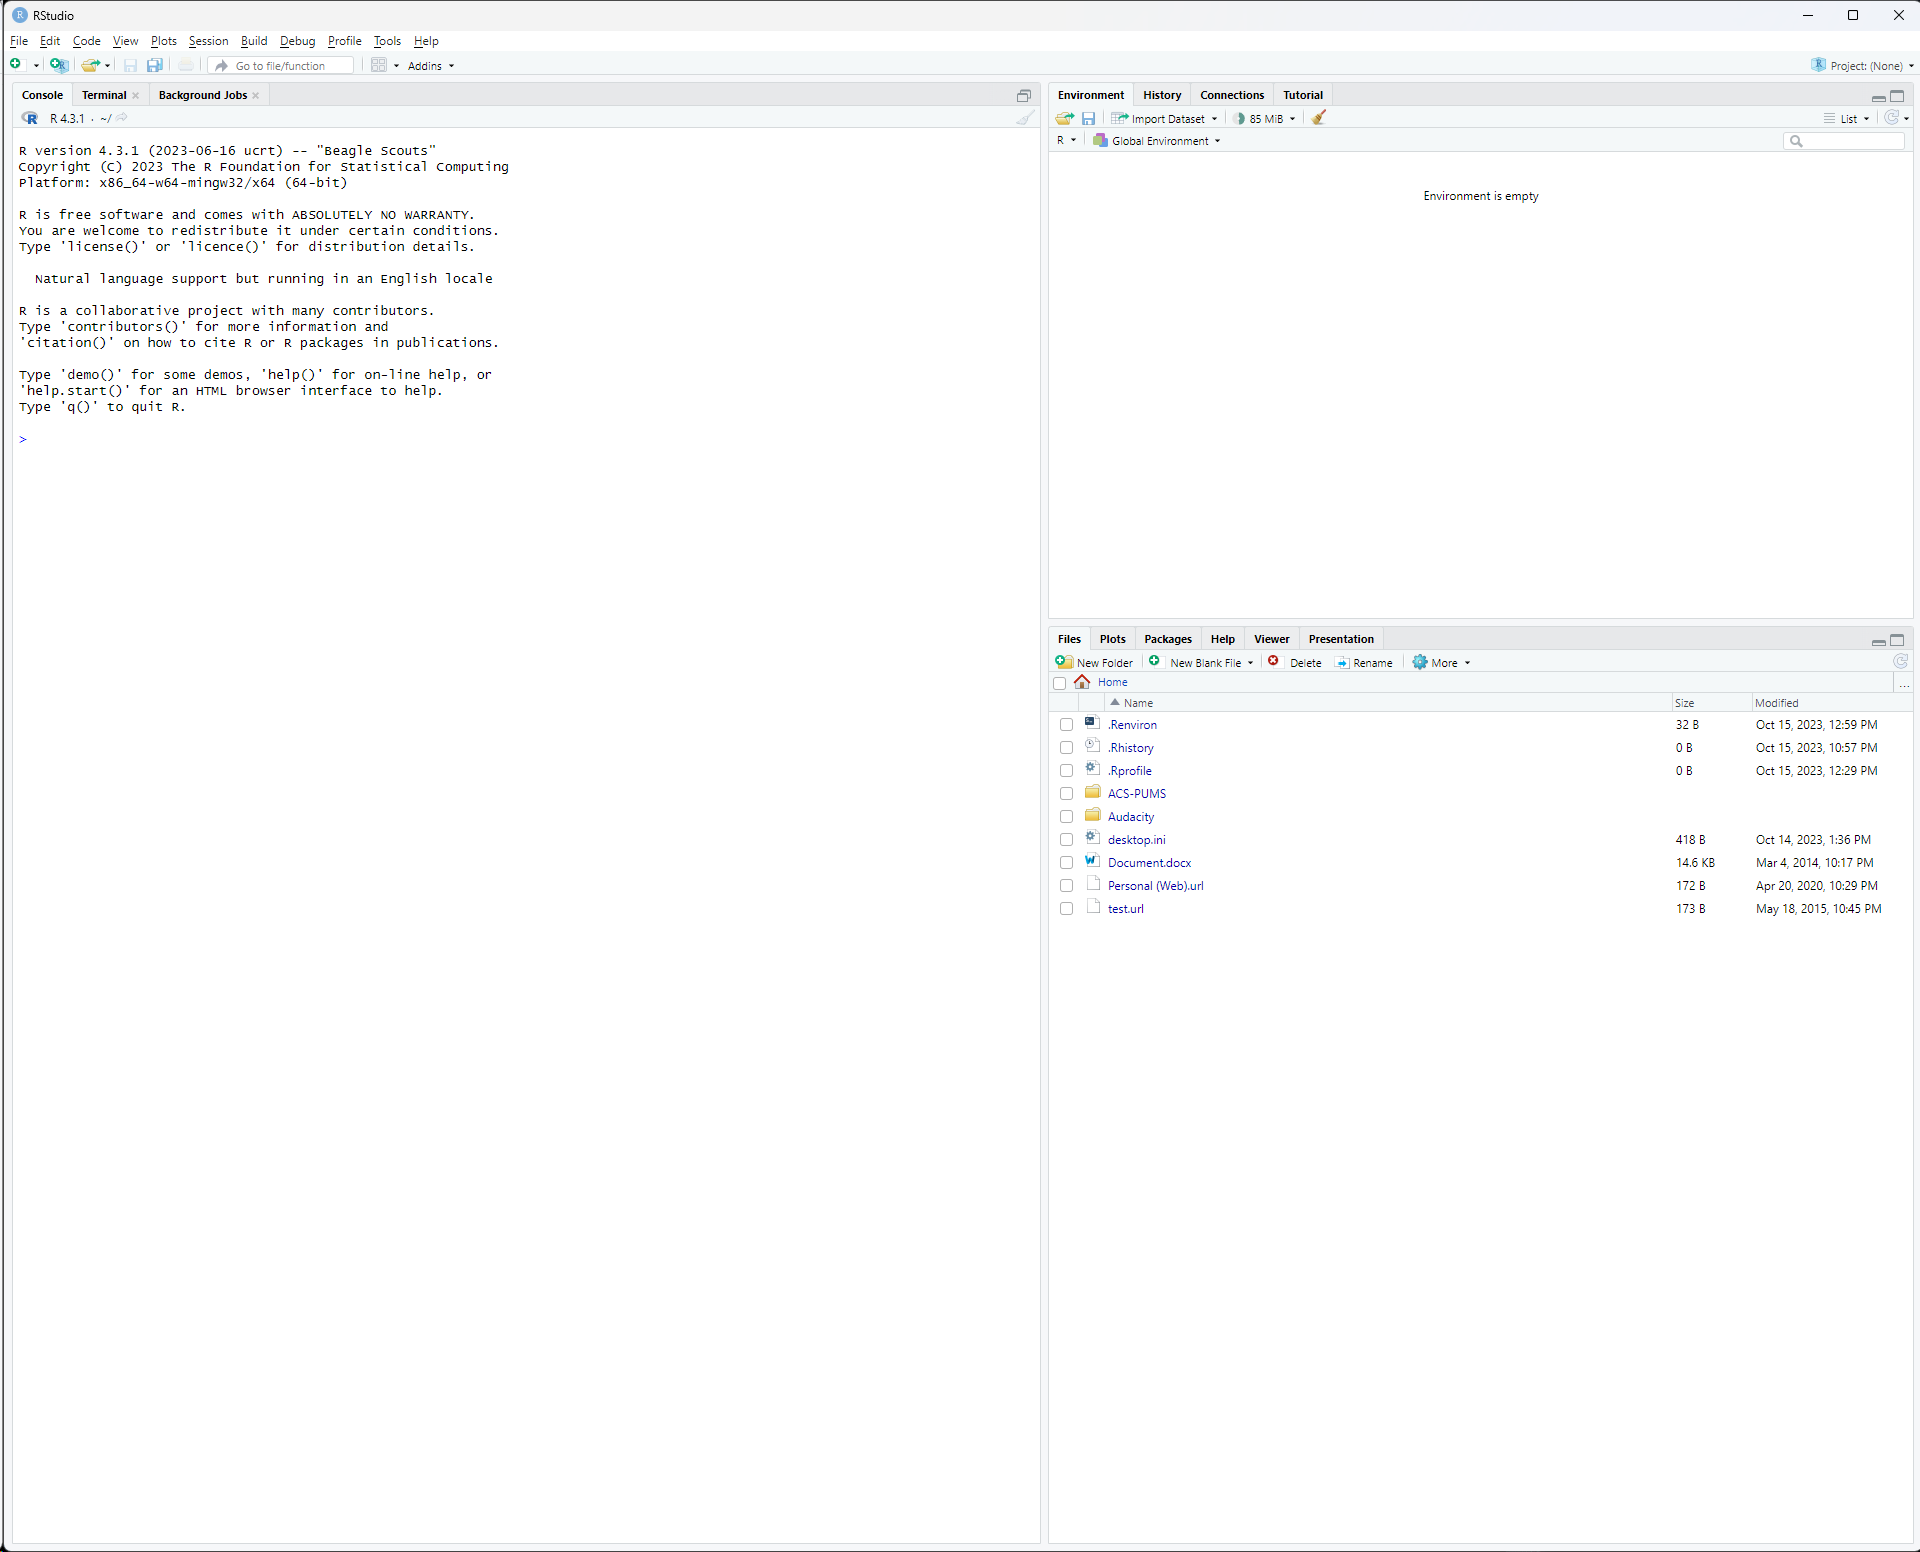 RStudio
File Edit Code View Plots Session Build Debug Profile Tools Help
Go to file/function Addins Project: (None)
Console Terminal Background Jobs
R 4.3.1 · ~/
R version 4.3.1 (2023-06-16 ucrt) -- "Beagle Scouts"
Copyright (C) 2023 The R Foundation for Statistical Computing
Platform: x86_64-w64-mingw32/x64 (64-bit)
R is free software and comes with ABSOLUTELY NO WARRANTY.
You are welcome to redistribute it under certain conditions.
Type 'license()' or 'licence()' for distribution details.
Natural language support but running in an English locale
R is a collaborative project with many contributors.
Type 'contributors()' for more information and
'citation()' on how to cite R or R packages in publications.
Type 'demo()' for some demos, 'help()' for on-line help, or
'help.start()' for an HTML browser interface to help.
Type 'q()' to quit R.
>
Environment History Connections Tutorial
Import Dataset 85 MiB List
R Global Environment
Environment is empty
Files Plots Packages Help Viewer Presentation
New Folder New Blank File Delete Rename More
Home ...
Name Size Modified
.Renviron 32 B Oct 15, 2023, 12:59 PM
.Rhistory 0 B Oct 15, 2023, 10:57 PM
.Rprofile 0 B Oct 15, 2023, 12:29 PM
ACS-PUMS
Audacity
desktop.ini 418 B Oct 14, 2023, 1:36 PM
Document.docx 14.6 KB Mar 4, 2014, 10:17 PM
Personal (Web).url 172 B Apr 20, 2020, 10:29 PM
test.url 173 B May 18, 2015, 10:45 PM